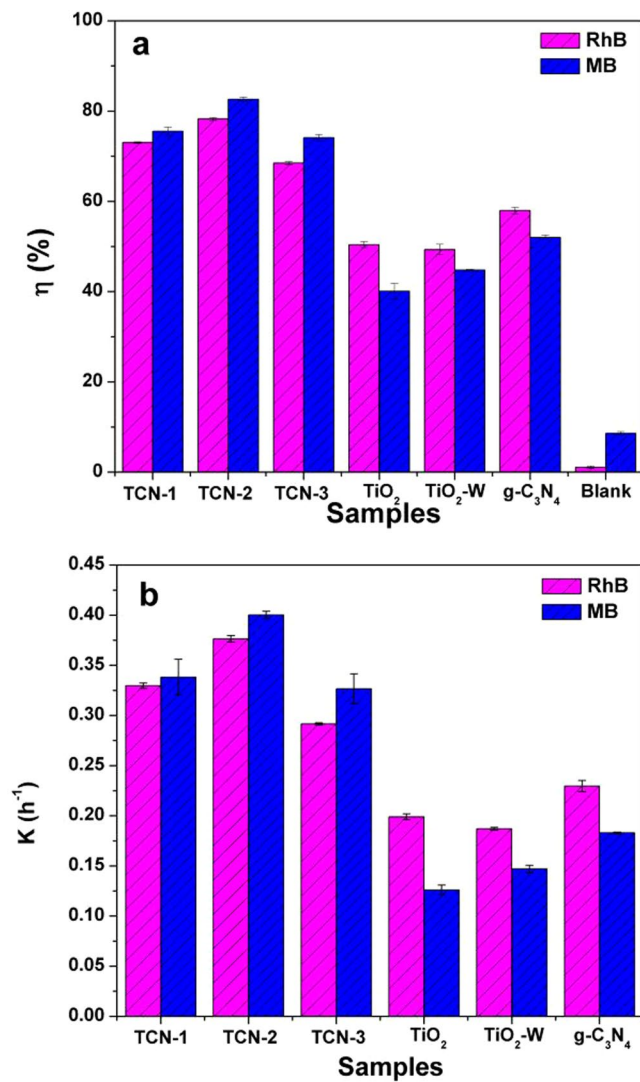 a
RhB
MB
100
80
60
40
20
0
η (%)
TCN-1 TCN-2 TCN-3 TiO₂ TiO₂-W g-C₃N₄ Blank
Samples
b
RhB
MB
0.45
0.40
0.35
0.30
0.25
0.20
0.15
0.10
0.05
0.00
K (h⁻¹)
TCN-1 TCN-2 TCN-3 TiO₂ TiO₂-W g-C₃N₄
Samples